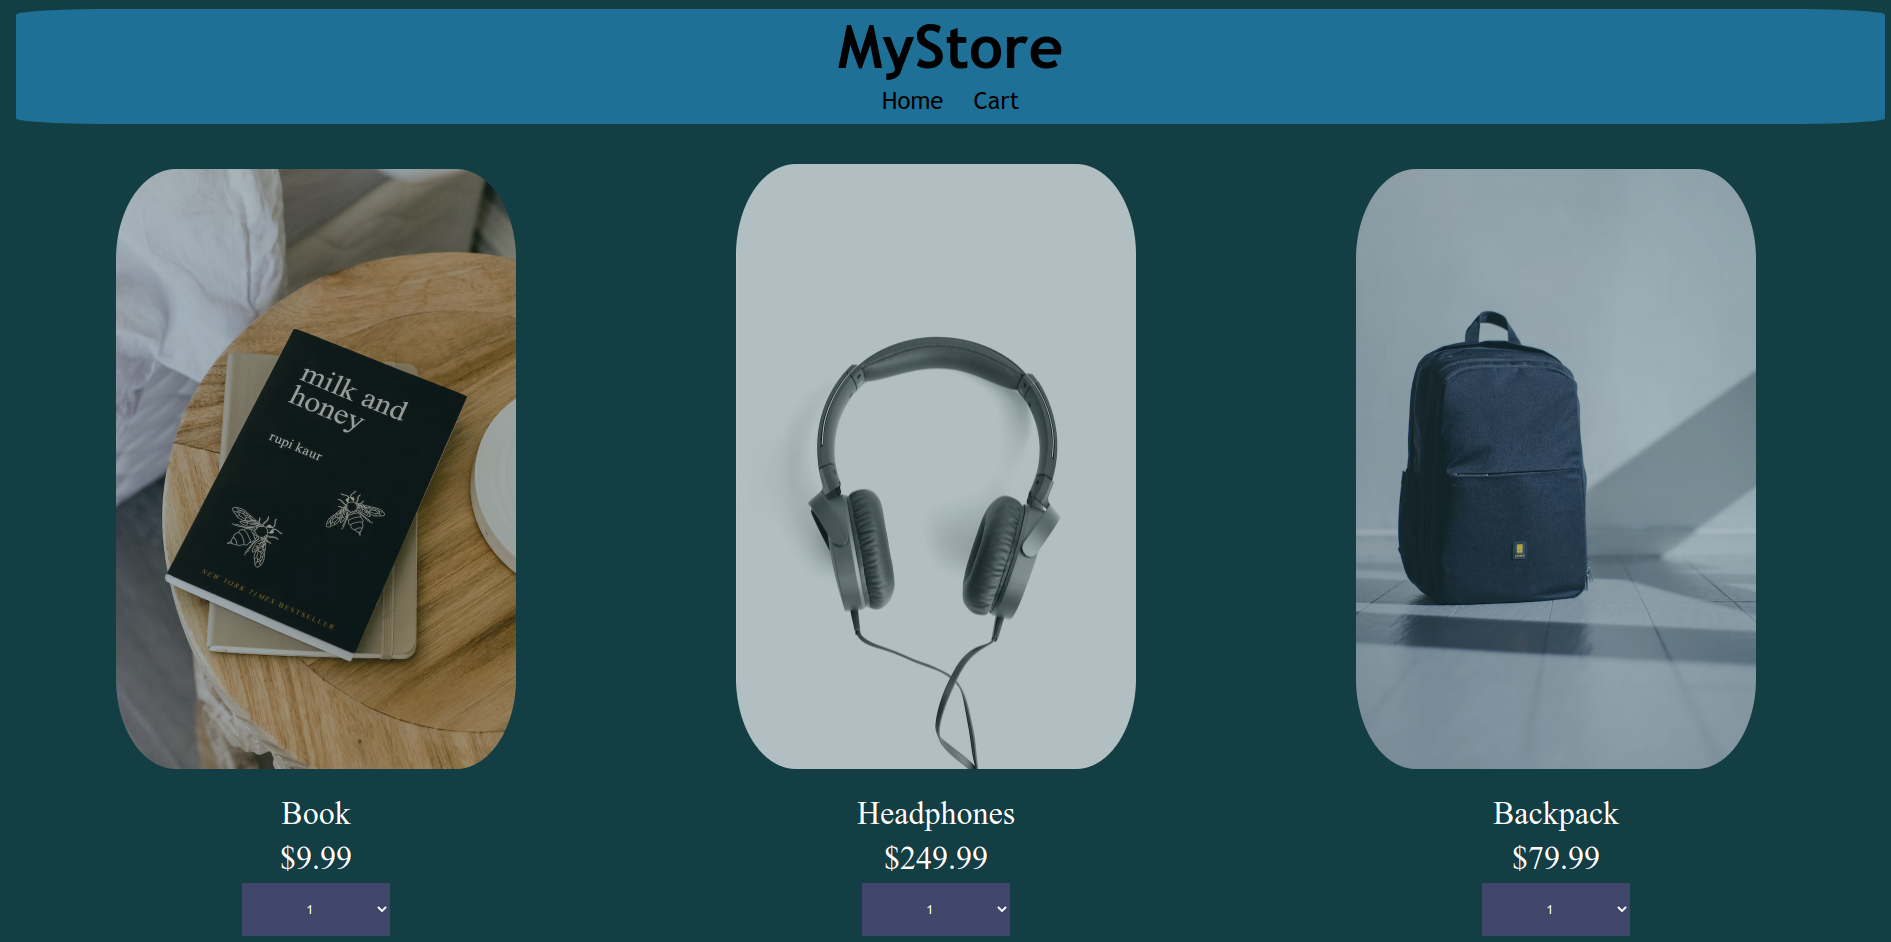 MyStore
Home Cart
milk and
honey
rupi kaur
NEW YORK TIMES BESTSELLER
Book
Headphones
Backpack
$9.99
$249.99
$79.99
1
1
1